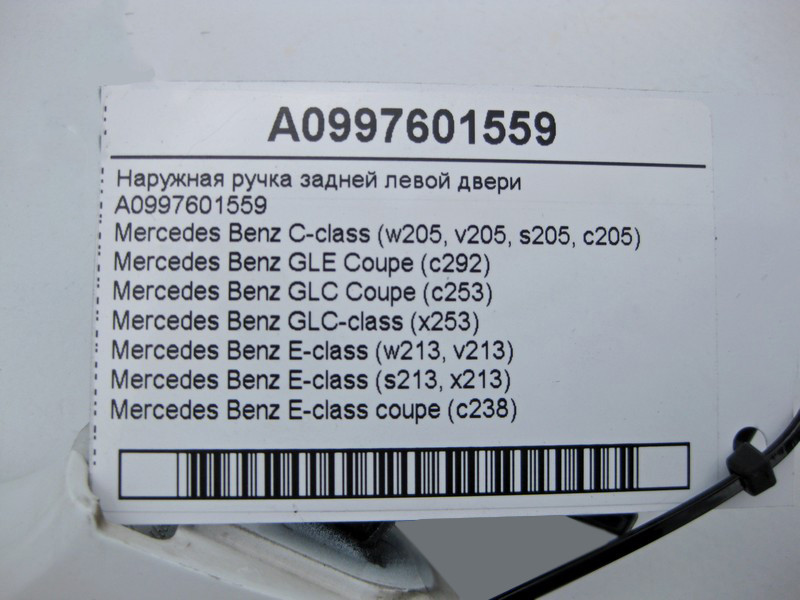 A0997601559
Наружная ручка задней левой двери
A0997601559
Mercedes Benz C-class (w205, v205, s205, c205)
Mercedes Benz GLE Coupe (c292)
Mercedes Benz GLC Coupe (c253)
Mercedes Benz GLC-class (x253)
Mercedes Benz E-class (w213, v213)
Mercedes Benz E-class (s213, x213)
Mercedes Benz E-class coupe (c238)